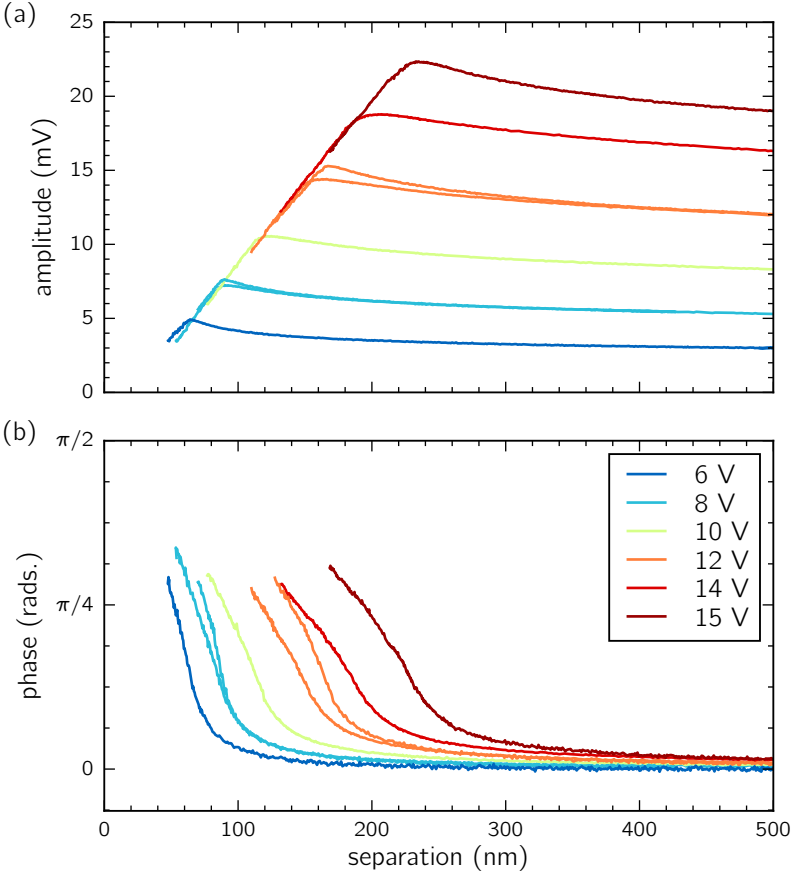 (a)
25
20
15
10
5
0
amplitude (mV)
(b)
π/2
π/4
0
phase (rads.)
6 V
8 V
10 V
12 V
14 V
15 V
0 100 200 300 400 500
separation (nm)